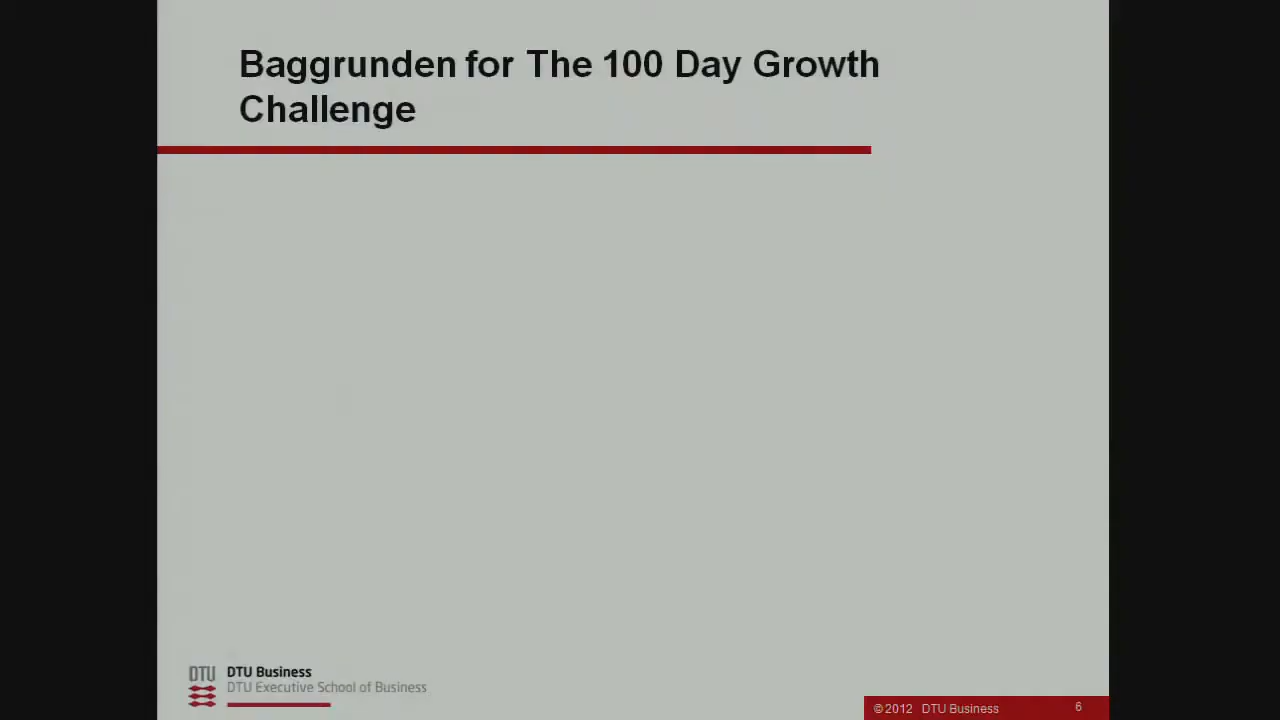 Baggrunden for The 100 Day Growth
Challenge
DTU
DTU Business
DTU Executive School of Business
©2012 DTU Business
6